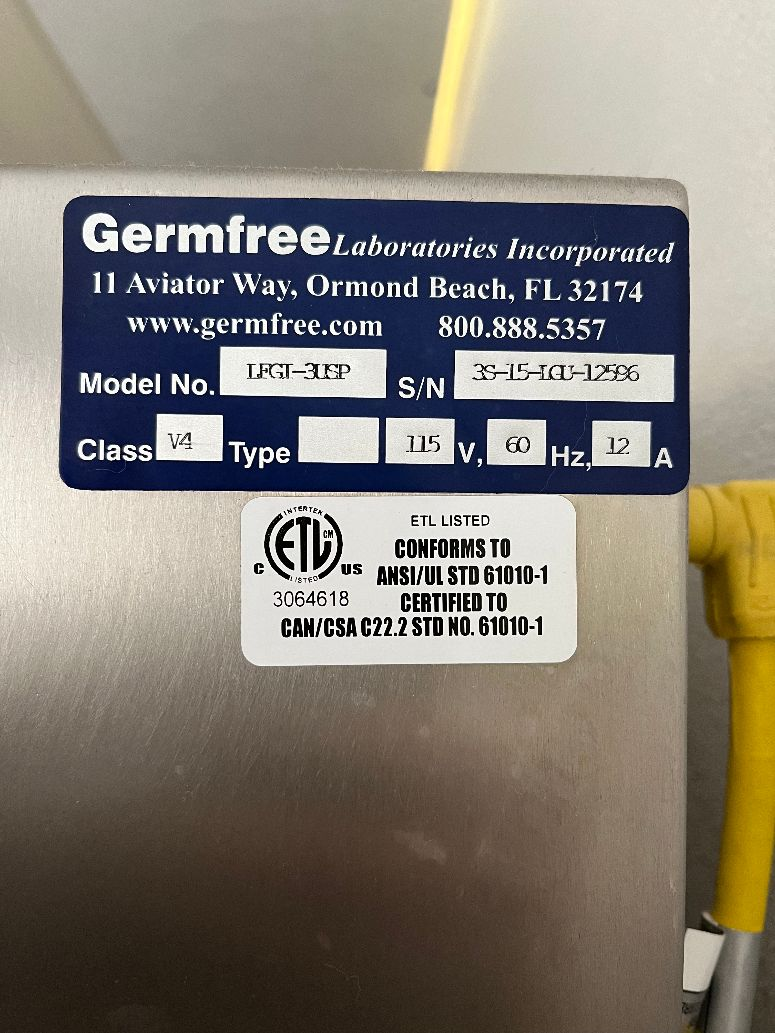 Germfree Laboratories Incorporated
11 Aviator Way, Ormond Beach, FL 32174
www.germfree.com 800.888.5357
Model No. LFGI-3USP S/N 3S-15-LGU-12596
Class V4 Type 115 V, 60 Hz, 12 A
INTERTEK
ETL CM
LISTED
C US
3064618
ETL LISTED
CONFORMS TO
ANSI/UL STD 61010-1
CERTIFIED TO
CAN/CSA C22.2 STD NO. 61010-1